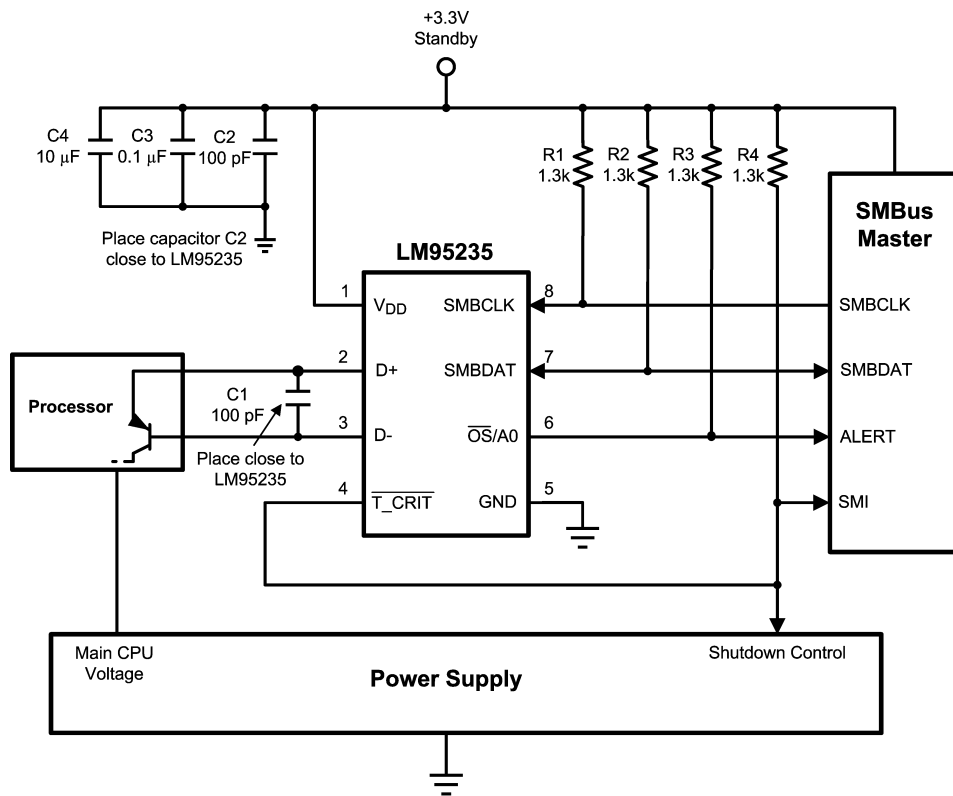 +3.3V
Standby
C4
10 μF
C3
0.1 μF
C2
100 pF
R1
1.3k
R2
1.3k
R3
1.3k
R4
1.3k
SMBus
Master
Place capacitor C2
close to LM95235
LM95235
1
VDD
SMBCLK
8
SMBCLK
2
D+
SMBDAT
7
SMBDAT
Processor
C1
100 pF
3
D-
OS/A0
6
ALERT
Place close to
LM95235
4
T_CRIT
GND
5
SMI
Main CPU
Voltage
Shutdown Control
Power Supply